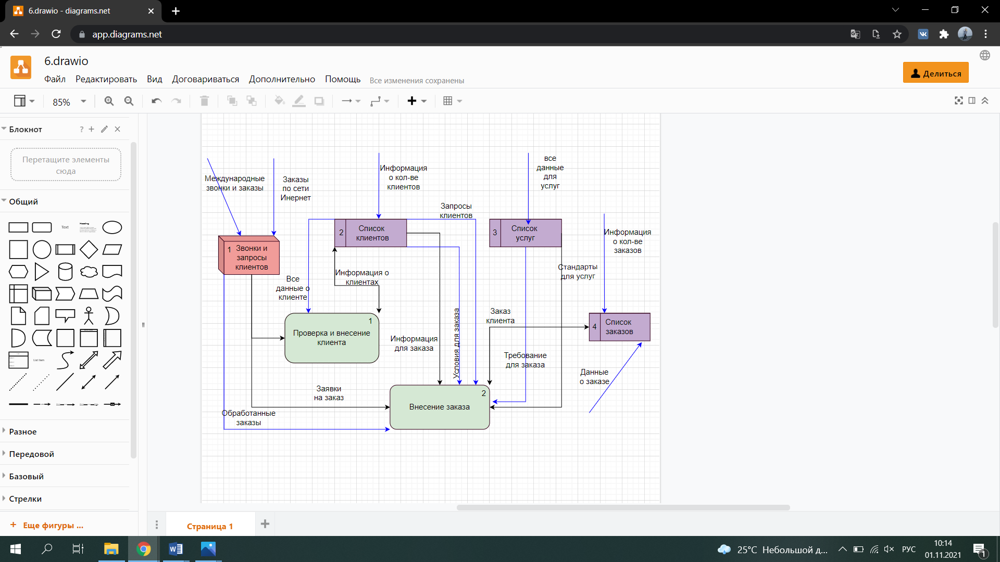 6.drawio - diagrams.net
app.diagrams.net
6.drawio
Файл Редактировать Вид Договариваться Дополнительно Помощь Все изменения сохранены
Делиться
85%
Блокнот
?
Перетащите элементы
сюда
Общий
Text
Heading
List Item
Разное
Передовой
Базовый
Стрелки
+ Еще фигуры ...
Международные
звонки и заказы
Заказы
по сети
Инернет
Информация
о кол-ве
клиентов
все
данные
для
услуг
Запросы
клиентов
2
Список
клиентов
3
Список
услуг
Информация
о кол-ве
заказов
1
Звонки и
запросы
клиентов
Все
данные о
клиенте
Информация о
клиентах
Стандарты
для услуг
1
Проверка и внесение
клиента
Информация
для заказа
Условия для заказа
Заказ
клиента
4
Список
заказов
Требование
для заказа
Данные
о заказе
Заявки
на заказ
2
Внесение заказа
Обработанные
заказы
Страница 1
25°C Небольшой д...
РУС
10:14
01.11.2021
1